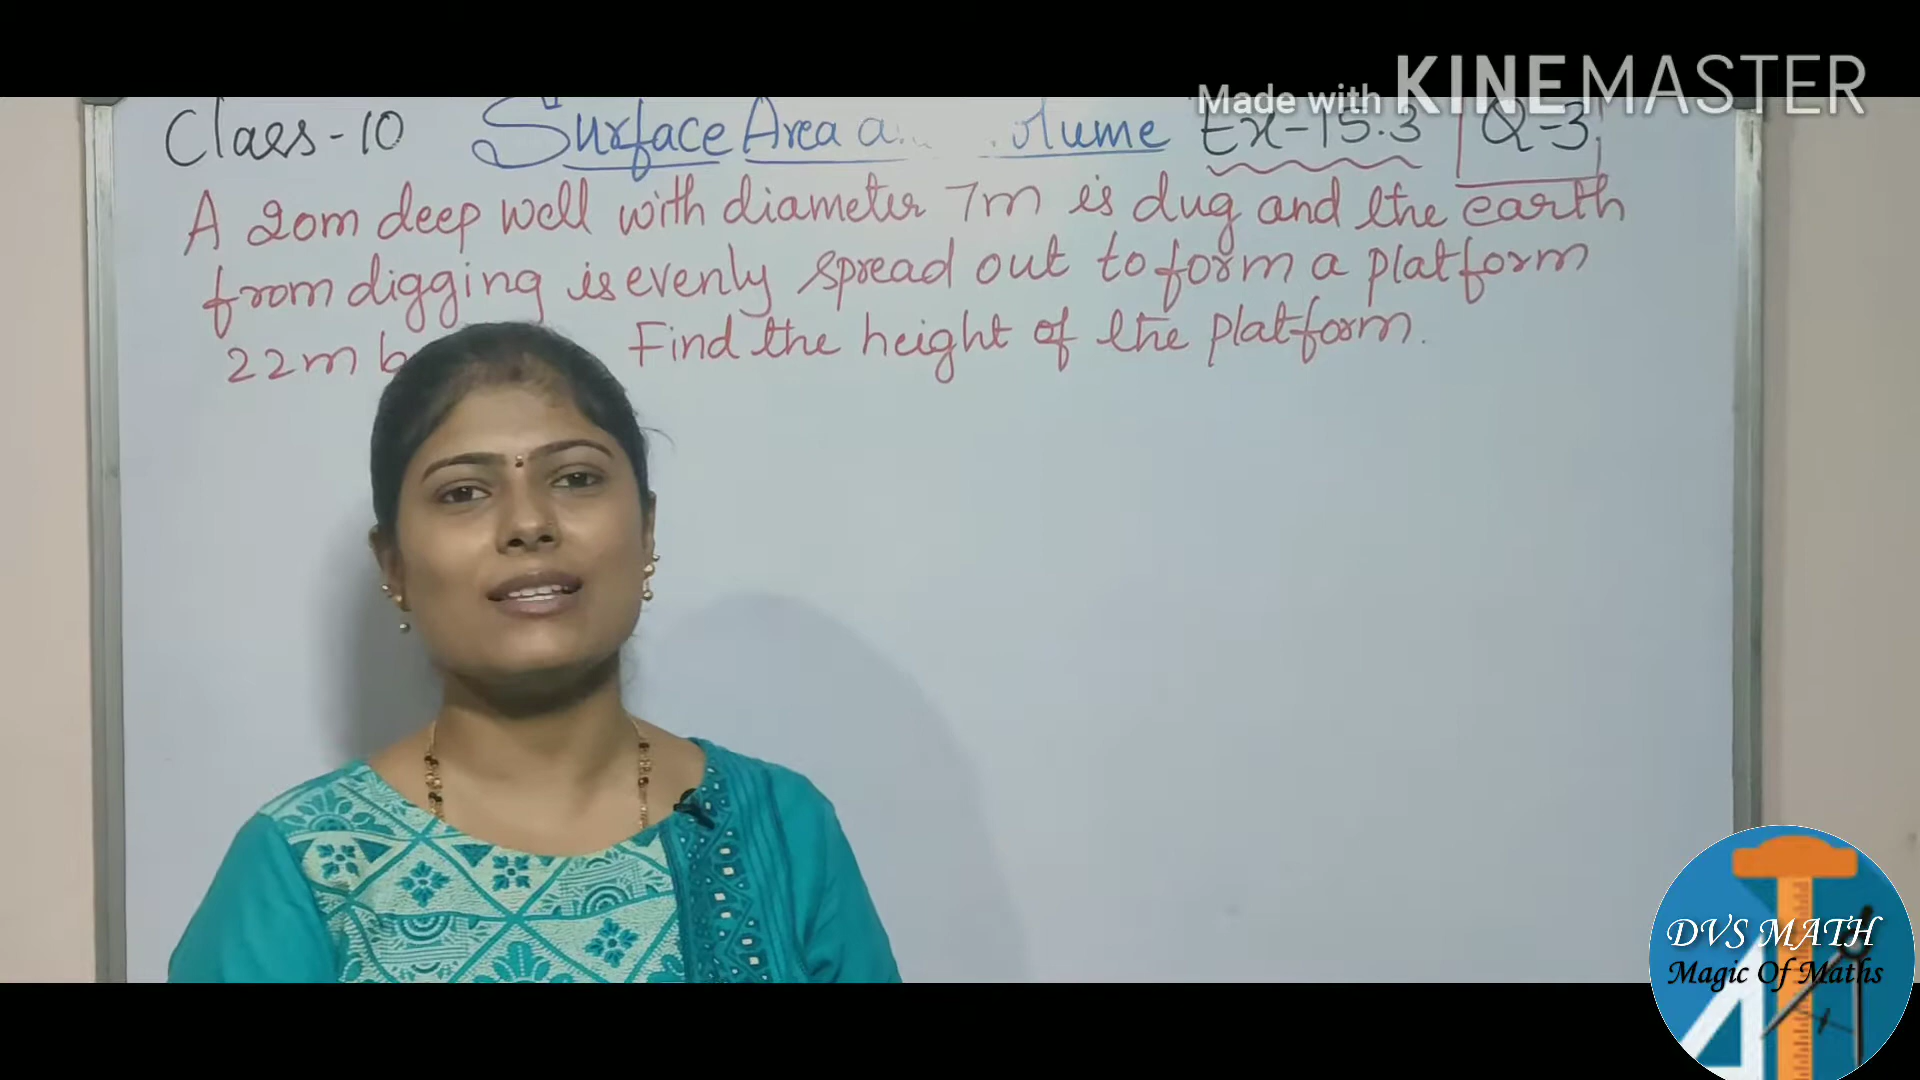 Made with KINEMASTER
Class-10 Surface Area a.. olume Ex-15.3 Q-3
A 20m deep well with diameter 7m is dug and the earth
from digging is evenly spread out to form a platform
22m b Find the height of the platform.
DVS MATH
Magic Of Maths